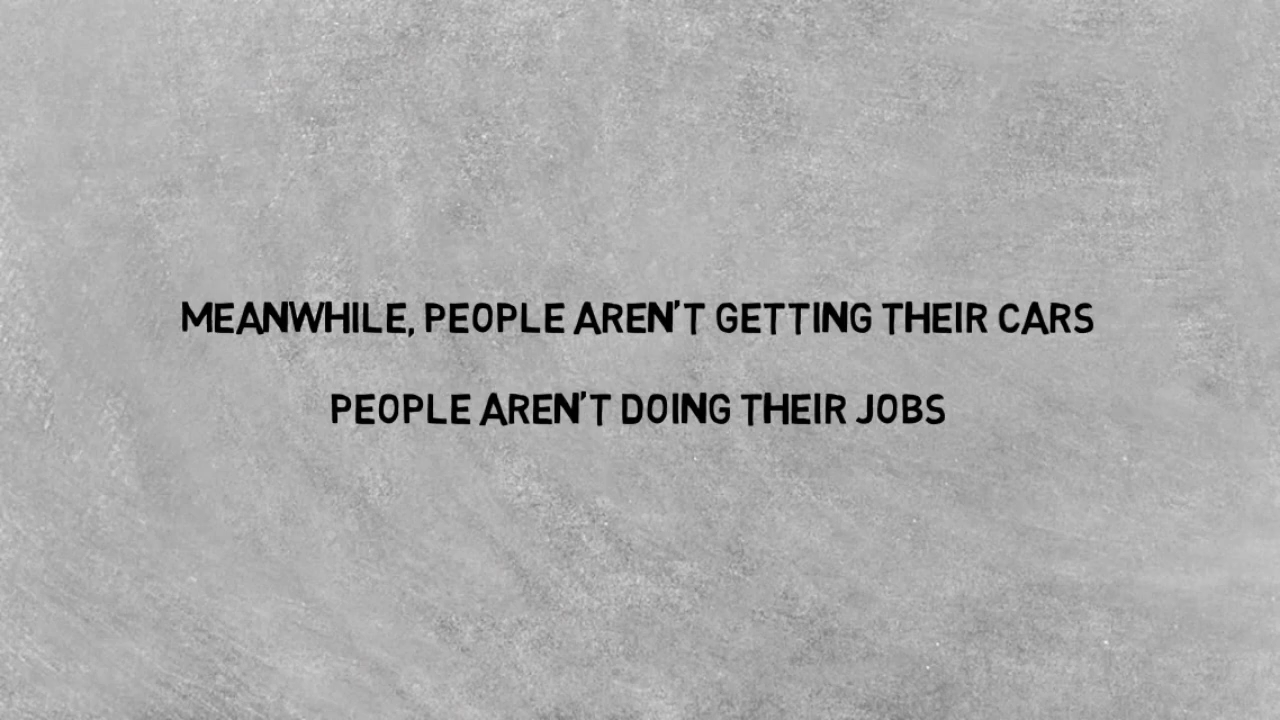 MEANWHILE, PEOPLE AREN'T GETTING THEIR CARS
PEOPLE AREN'T DOING THEIR JOBS